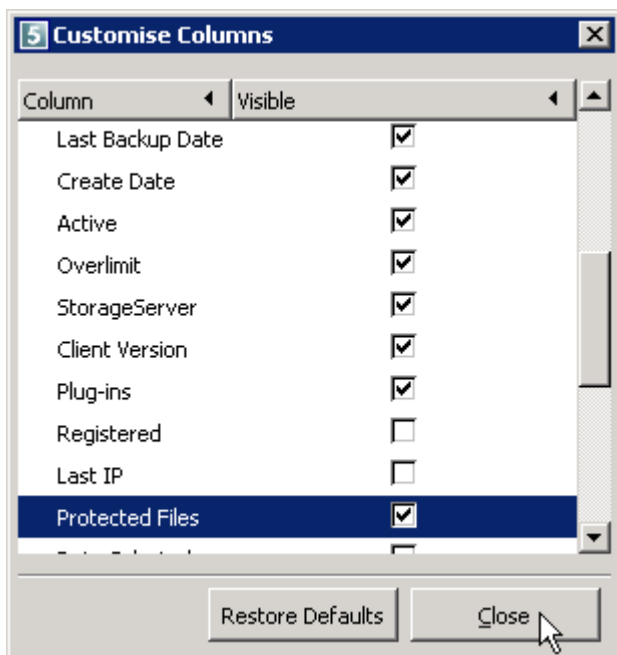 5 Customise Columns
Column Visible
Last Backup Date
Create Date
Active
Overlimit
StorageServer
Client Version
Plug-ins
Registered
Last IP
Protected Files
Restore Defaults Close